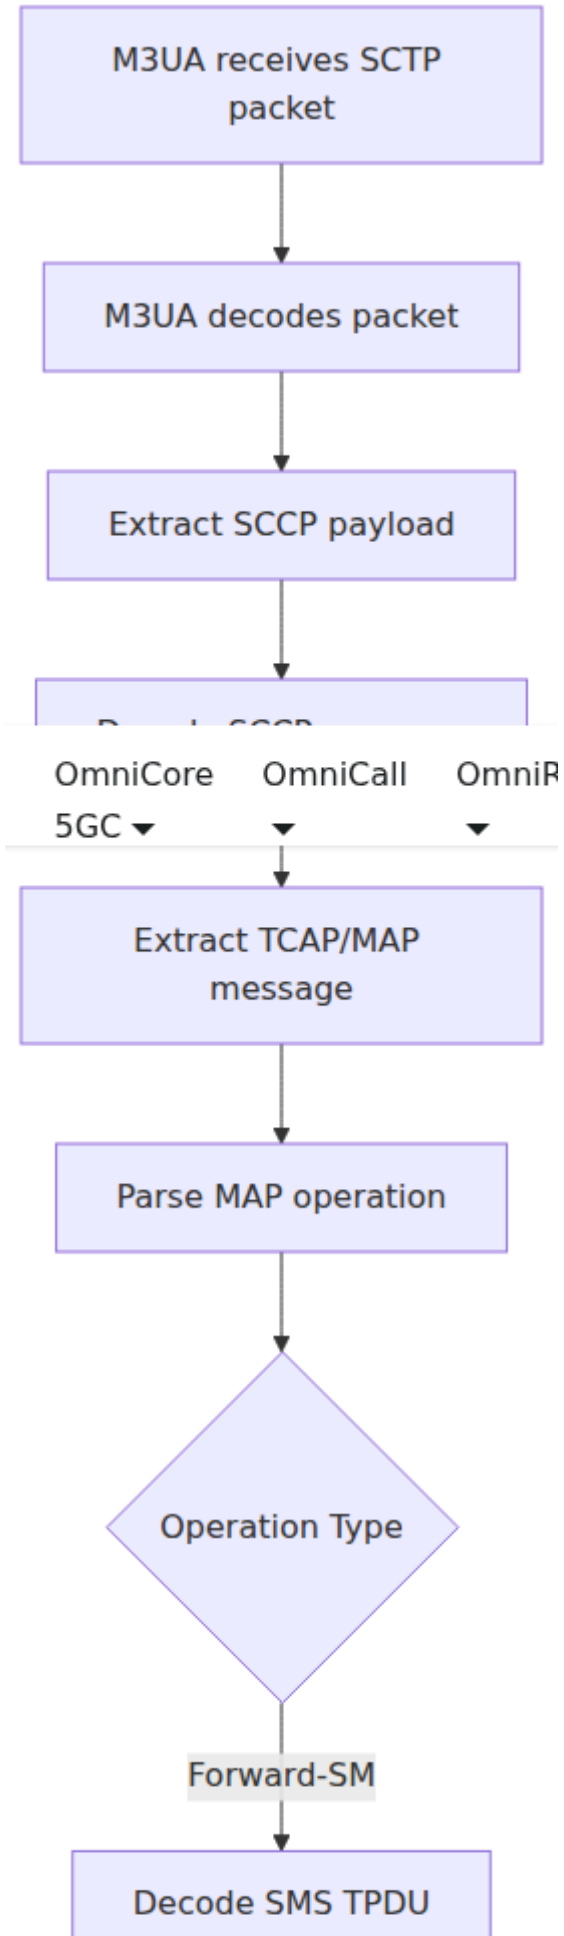 M3UA receives SCTP
packet
M3UA decodes packet
Extract SCCP payload
OmniCore OmniCall OmniR
5GC
Extract TCAP/MAP
message
Parse MAP operation
Operation Type
Forward-SM
Decode SMS TPDU